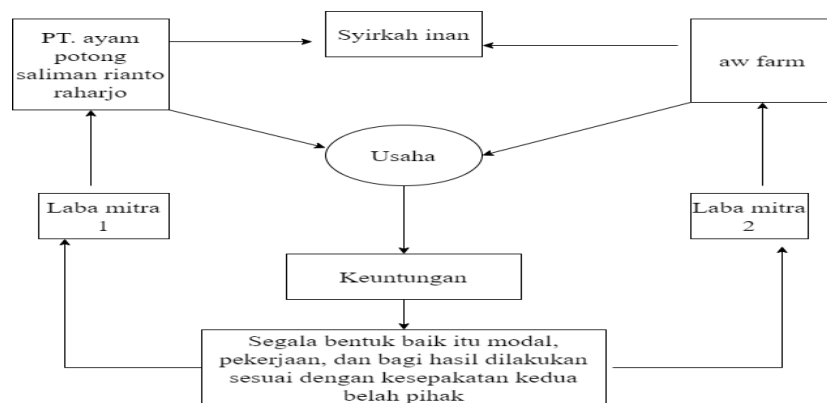 PT. ayam
potong
saliman rianto
raharjo
Syirkah inan
aw farm
Usaha
Laba mitra
1
Laba mitra
2
Keuntungan
Segala bentuk baik itu modal,
pekerjaan, dan bagi hasil dilakukan
sesuai dengan kesepakatan kedua
belah pihak